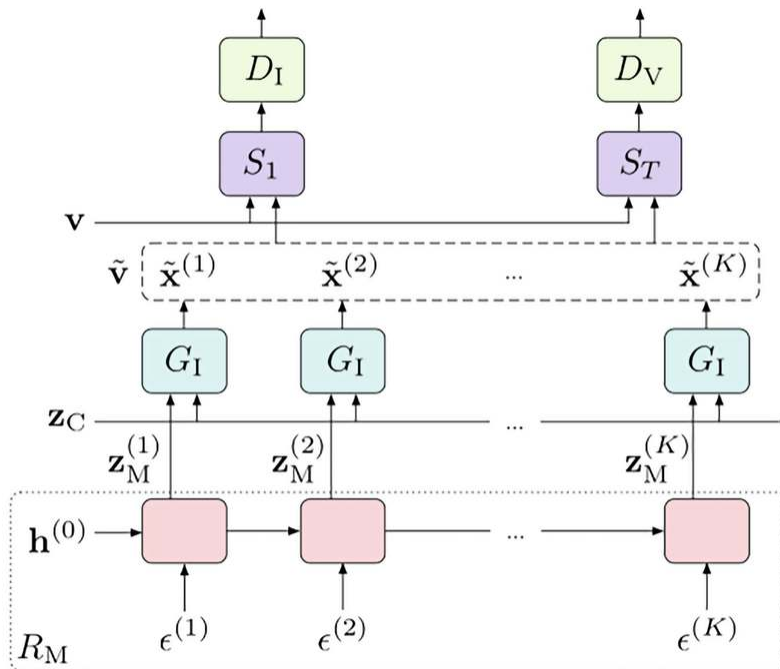 D_I D_V
S_1 S_T
v
ṽ x̃^(1) x̃^(2) ... x̃^(K)
G_I G_I G_I
z_C ...
z_M^(1) z_M^(2) z_M^(K)
h^(0) ...
ϵ^(1) ϵ^(2) ϵ^(K)
R_M